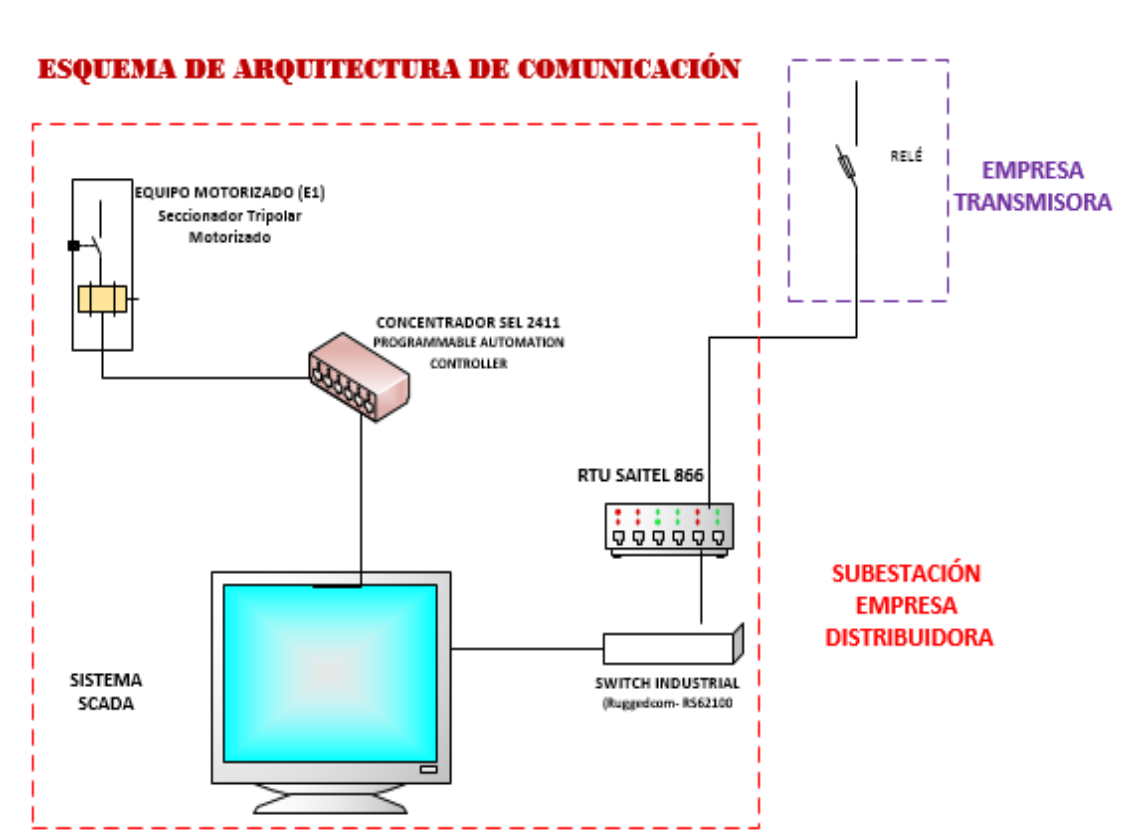 ESQUEMA DE ARQUITECTURA DE COMUNICACIÓN
RELÉ
EMPRESA
TRANSMISORA
EQUIPO MOTORIZADO (E1)
Seccionador Tripolar
Motorizado
CONCENTRADOR SEL 2411
PROGRAMMABLE AUTOMATION
CONTROLLER
RTU SAITEL 866
SUBESTACIÓN
EMPRESA
DISTRIBUIDORA
SISTEMA
SCADA
SWITCH INDUSTRIAL
(Ruggedcom- RS62100